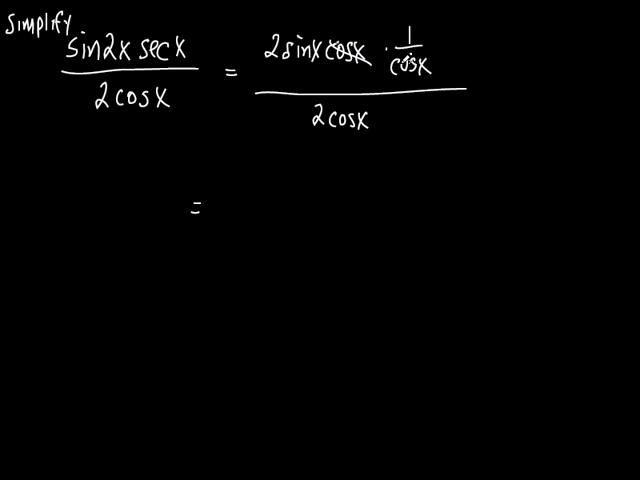 Simplify
sin2x secx = 2sinx cosx · 1/cosx
2cosx 2cosx
=